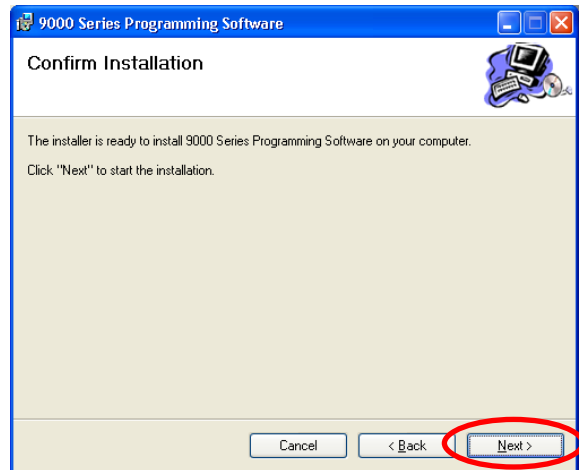 9000 Series Programming Software
Confirm Installation
The installer is ready to install 9000 Series Programming Software on your computer.
Click "Next" to start the installation.
Cancel
< Back
Next >